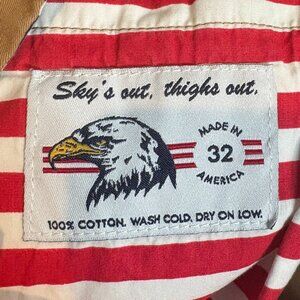 Sky's out, thighs out.
MADE IN
32
AMERICA
100% COTTON. WASH COLD. DRY ON LOW.